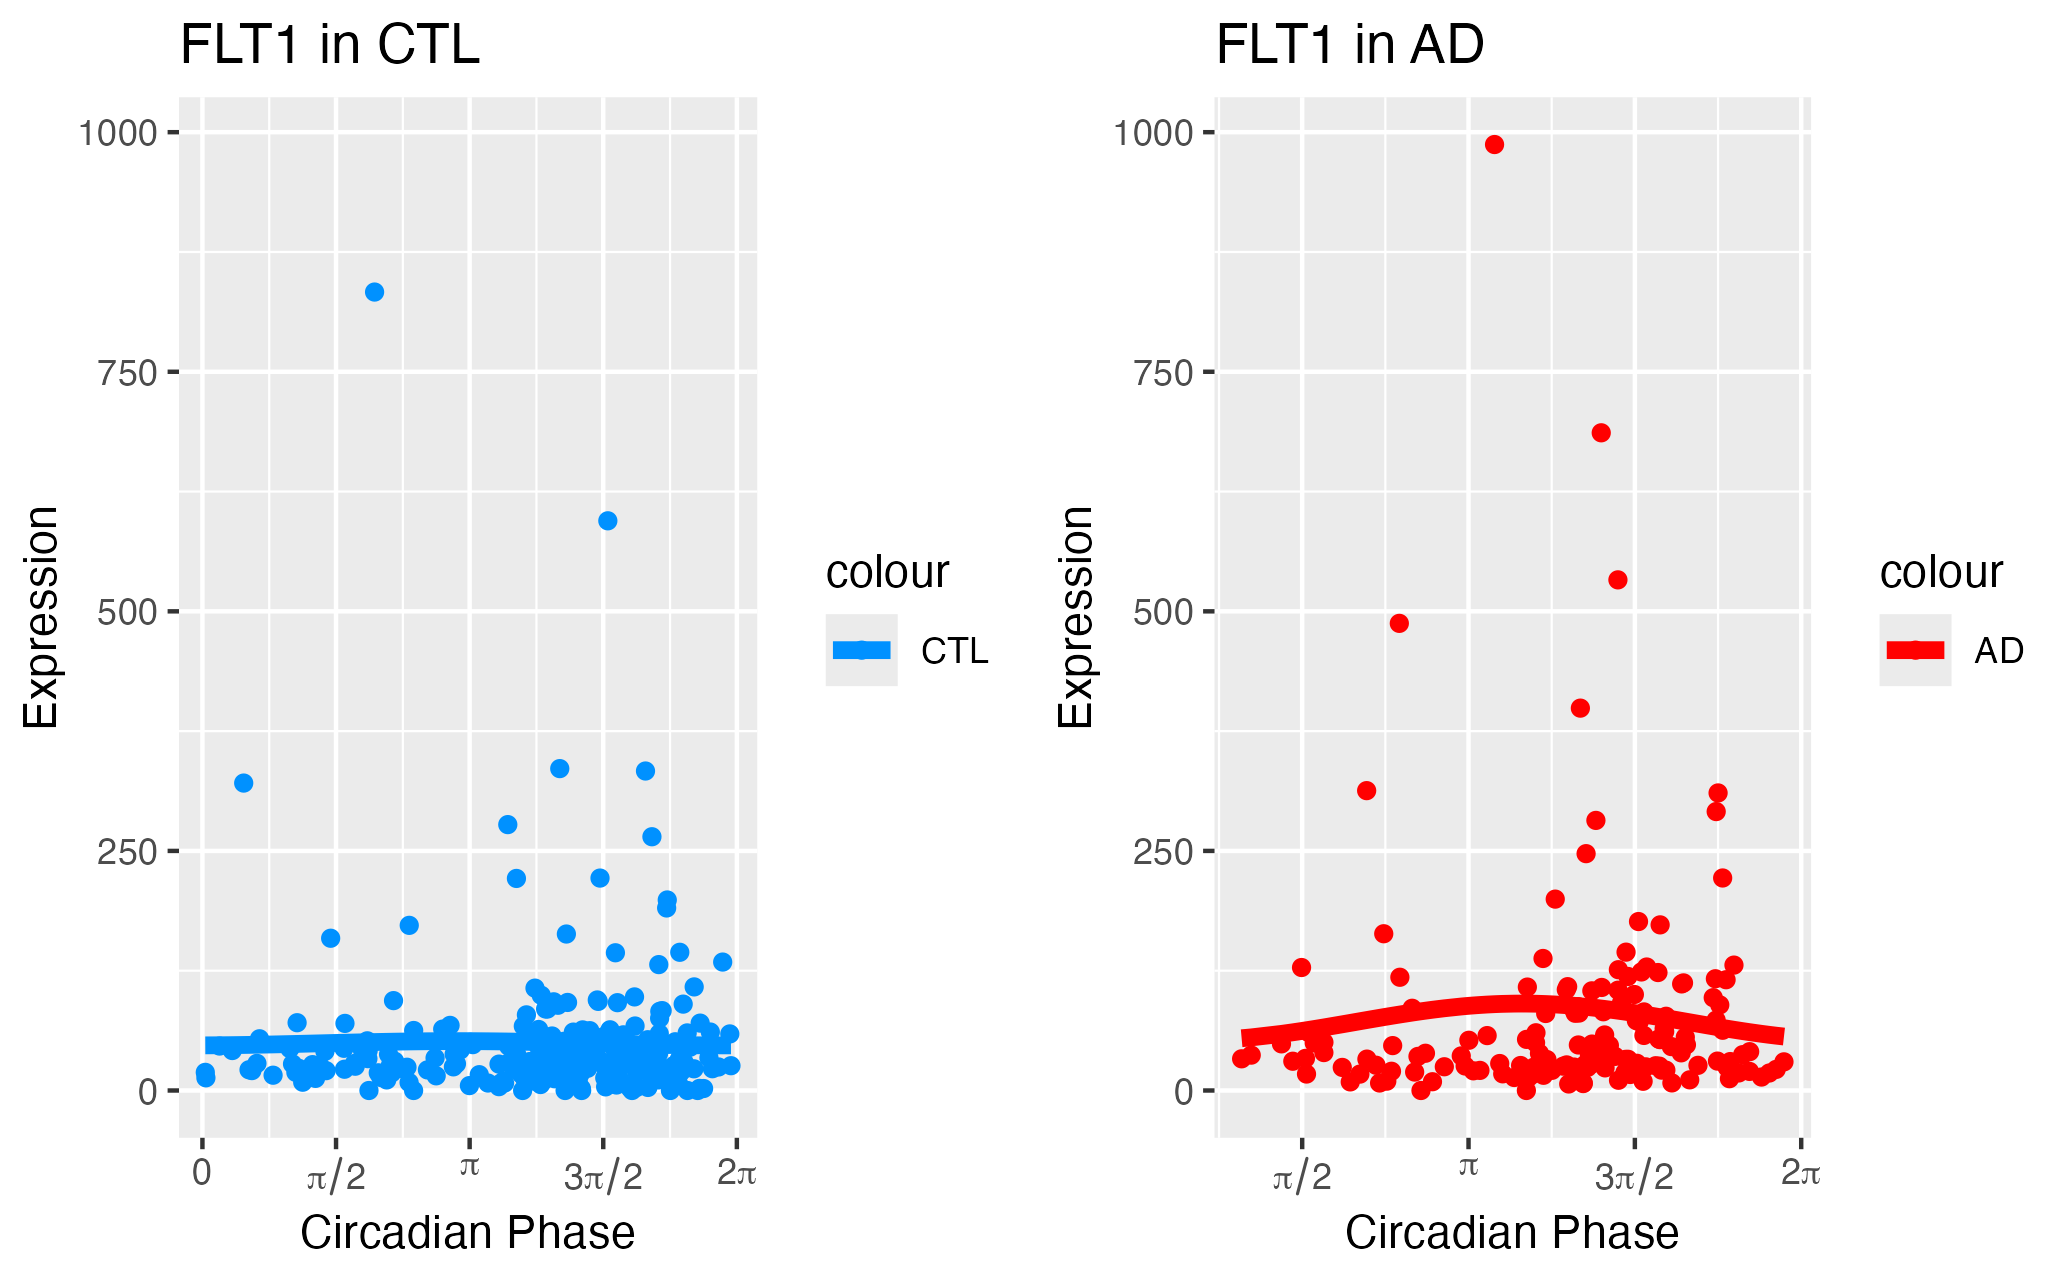 FLT1 in CTL
1000
750
500
250
0
Expression
0
π/2
π
3π/2
2π
Circadian Phase
colour
CTL
FLT1 in AD
1000
750
500
250
0
Expression
π/2
π
3π/2
2π
Circadian Phase
colour
AD